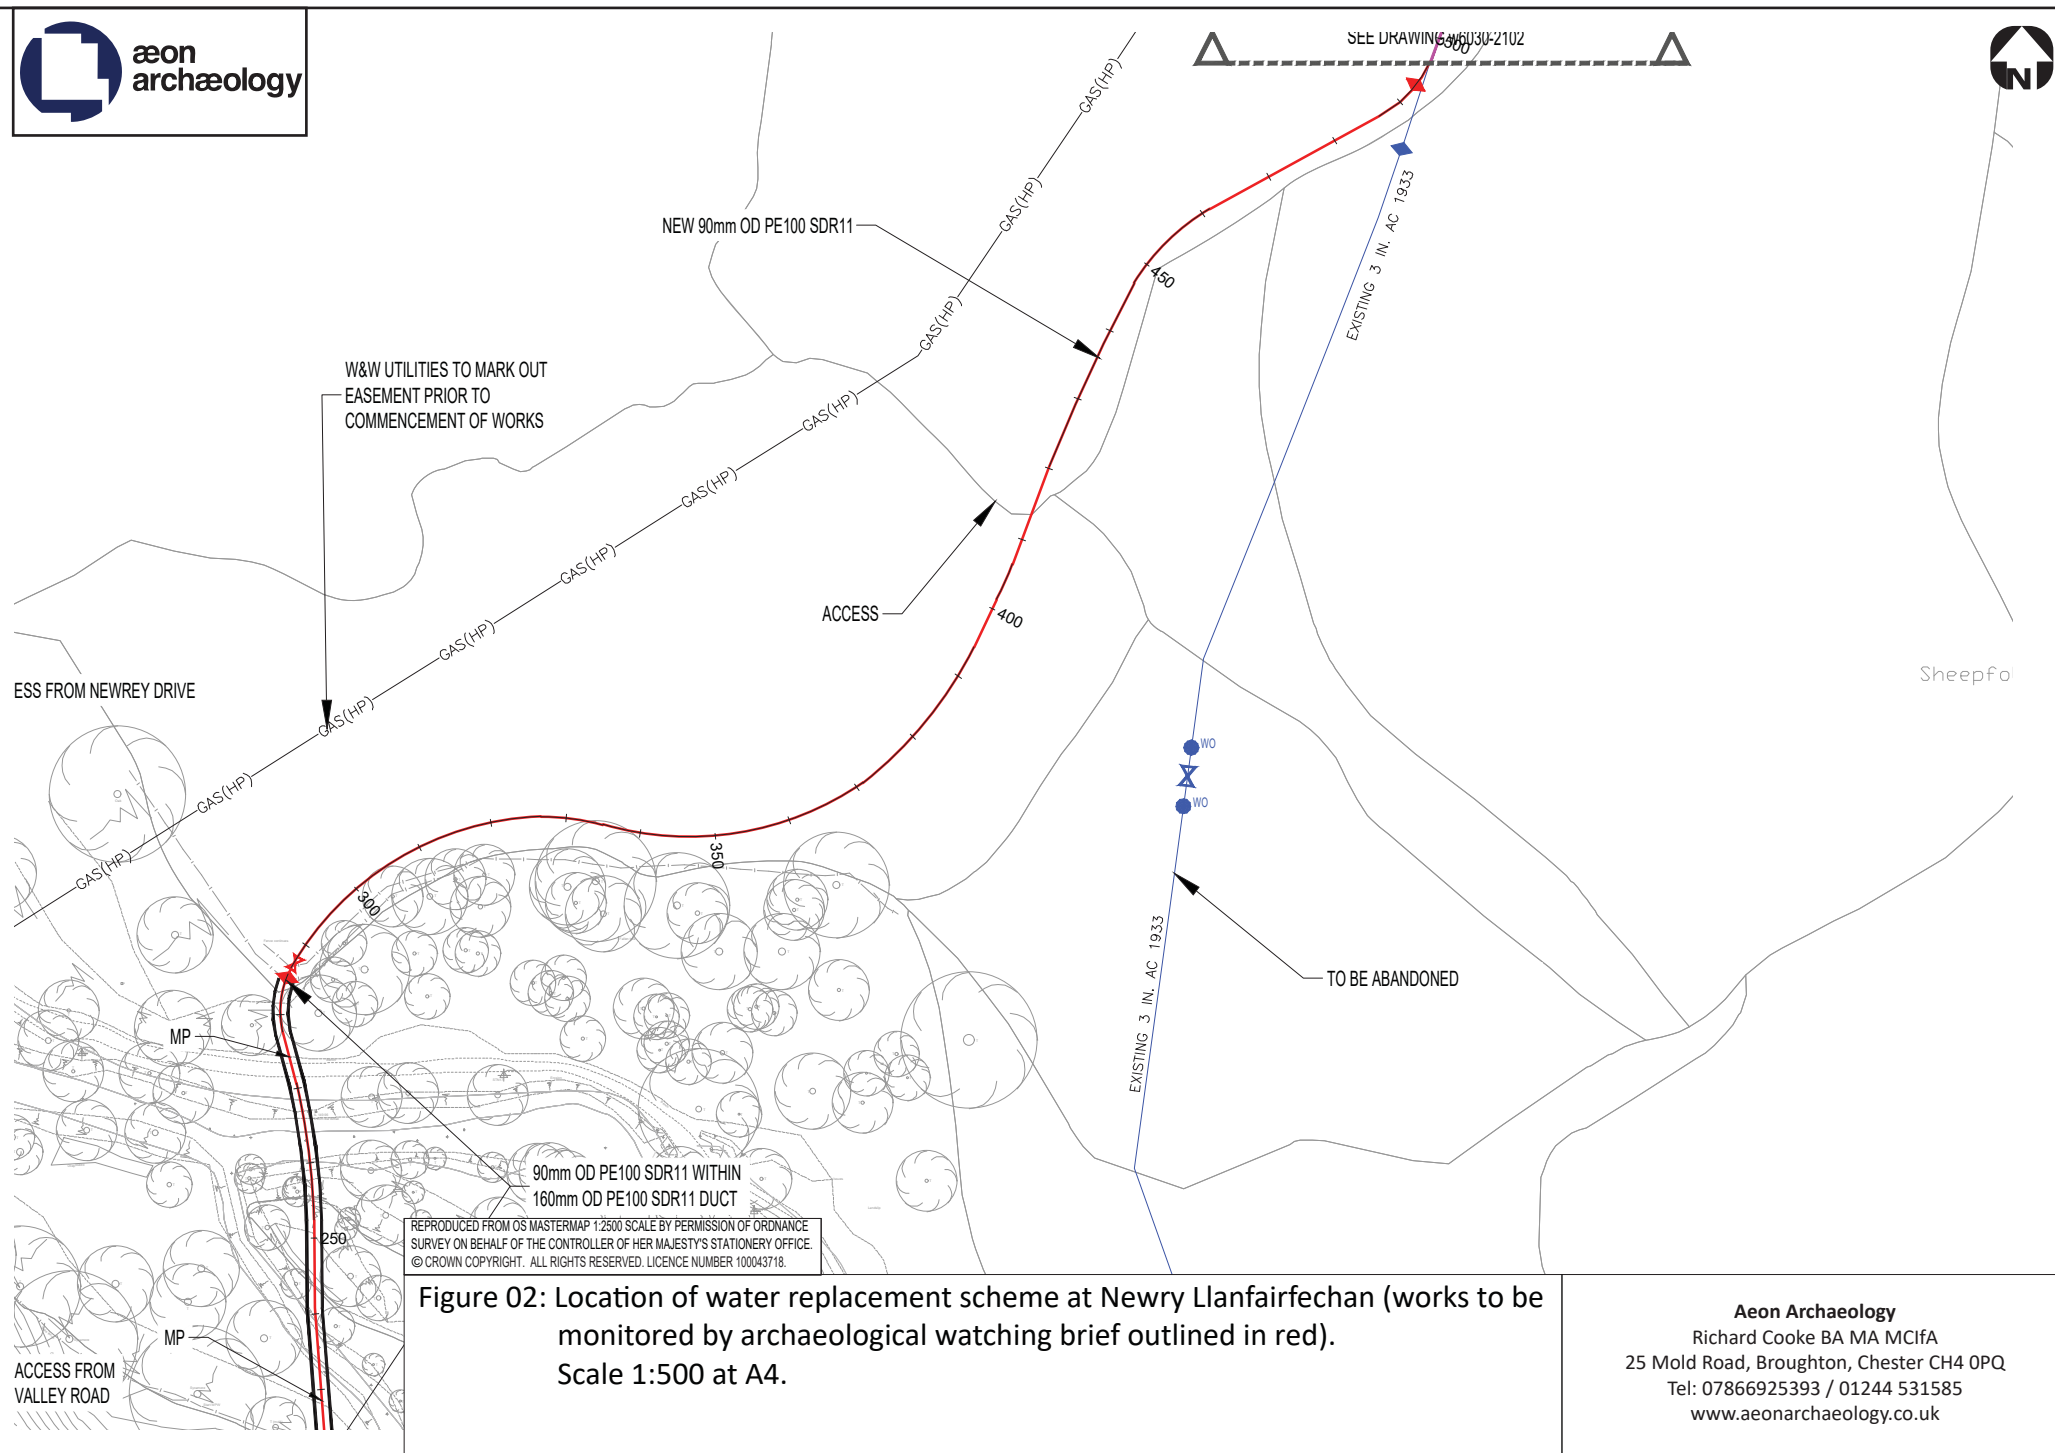 æon
archæology
SEE DRAWING W6030-2102
500
N
GAS(HP)
GAS(HP)
GAS(HP)
GAS(HP)
GAS(HP)
GAS(HP)
GAS(HP)
GAS(HP)
GAS(HP)
GAS(HP)
NEW 90mm OD PE100 SDR11
EXISTING 3 IN. AC 1933
450
W&W UTILITIES TO MARK OUT
EASEMENT PRIOR TO
COMMENCEMENT OF WORKS
ACCESS
400
Sheepfo
ESS FROM NEWREY DRIVE
WO
WO
350
300
EXISTING 3 IN. AC 1933
TO BE ABANDONED
MP
90mm OD PE100 SDR11 WITHIN
160mm OD PE100 SDR11 DUCT
250
REPRODUCED FROM OS MASTERMAP 1:2500 SCALE BY PERMISSION OF ORDNANCE
SURVEY ON BEHALF OF THE CONTROLLER OF HER MAJESTY'S STATIONERY OFFICE.
© CROWN COPYRIGHT. ALL RIGHTS RESERVED. LICENCE NUMBER 100043718.
MP
ACCESS FROM
VALLEY ROAD
Figure 02: Location of water replacement scheme at Newry Llanfairfechan (works to be
monitored by archaeological watching brief outlined in red).
Scale 1:500 at A4.
Aeon Archaeology
Richard Cooke BA MA MCIfA
25 Mold Road, Broughton, Chester CH4 0PQ
Tel: 07866925393 / 01244 531585
www.aeonarchaeology.co.uk